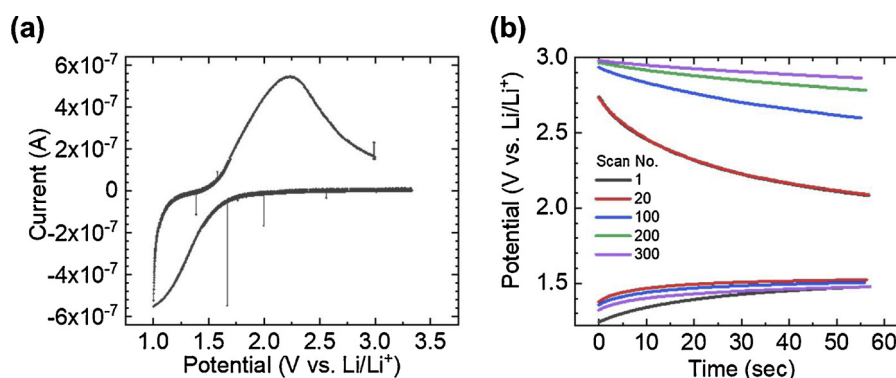 (a)
6x10⁻⁷
4x10⁻⁷
2x10⁻⁷
0
-2x10⁻⁷
-4x10⁻⁷
-6x10⁻⁷
Current (A)
1.0 1.5 2.0 2.5 3.0 3.5
Potential (V vs. Li/Li⁺)
(b)
3.0
2.5
2.0
1.5
Potential (V vs. Li/Li⁺)
Scan No.
1
20
100
200
300
0 10 20 30 40 50 60
Time (sec)